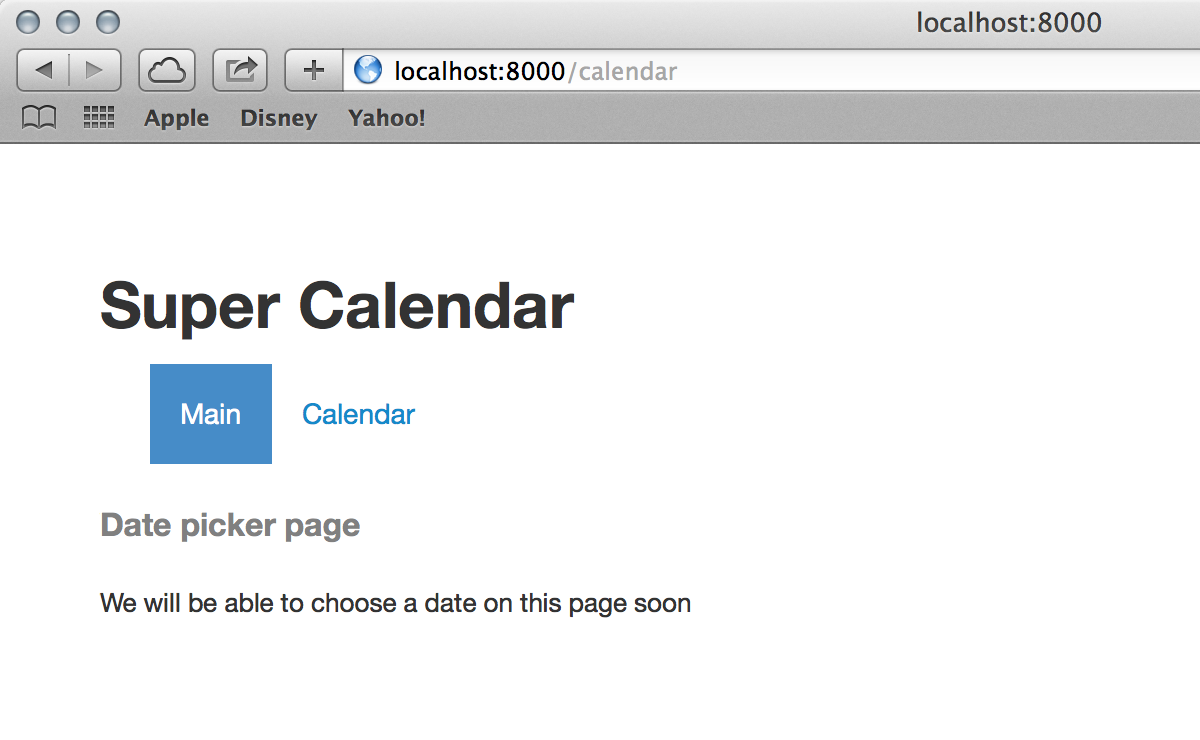 localhost:8000
localhost:8000/calendar
Apple Disney Yahoo!
Super Calendar
Main Calendar
Date picker page
We will be able to choose a date on this page soon